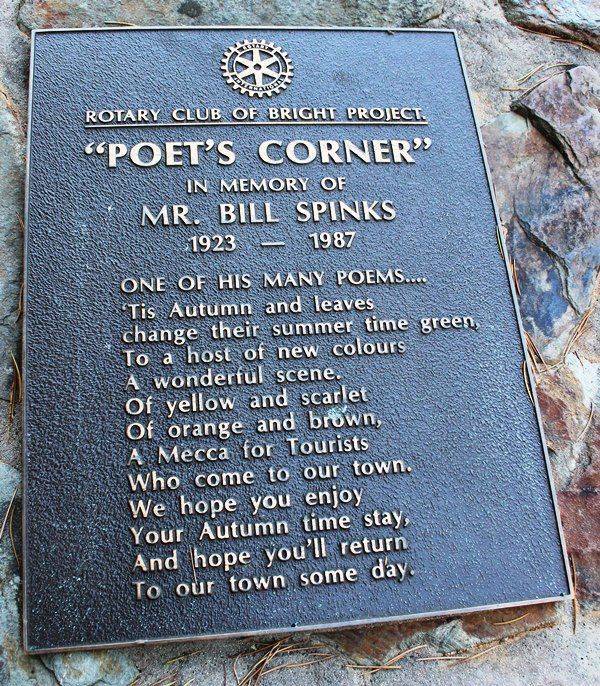 ROTARY
INTERNATIONAL
ROTARY CLUB OF BRIGHT PROJECT.
"POET'S CORNER"
IN MEMORY OF
MR. BILL SPINKS
1923 — 1987
ONE OF HIS MANY POEMS....
'Tis Autumn and leaves
change their summer time green,
To a host of new colours
A wonderful scene.
Of yellow and scarlet
Of orange and brown,
A Mecca for Tourists
Who come to our town.
We hope you enjoy
Your Autumn time stay,
And hope you'll return
To our town some day.